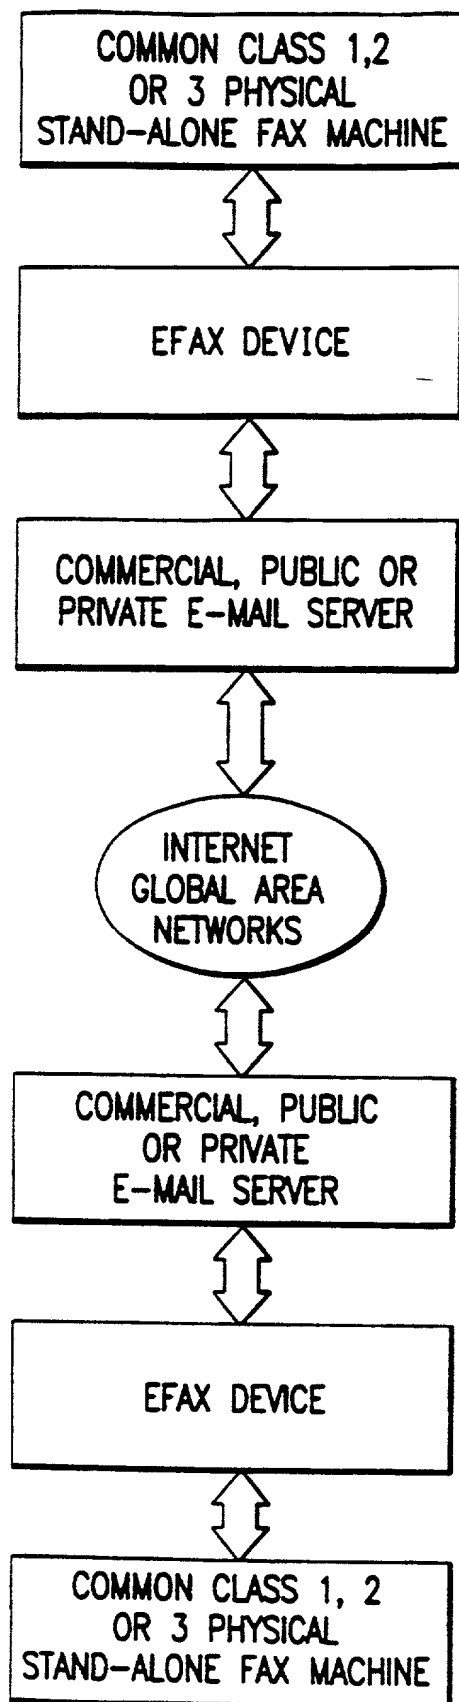 COMMON CLASS 1,2
OR 3 PHYSICAL
STAND-ALONE FAX MACHINE
EFAX DEVICE
COMMERCIAL, PUBLIC OR
PRIVATE E-MAIL SERVER
INTERNET
GLOBAL AREA
NETWORKS
COMMERCIAL, PUBLIC
OR PRIVATE
E-MAIL SERVER
EFAX DEVICE
COMMON CLASS 1, 2
OR 3 PHYSICAL
STAND-ALONE FAX MACHINE